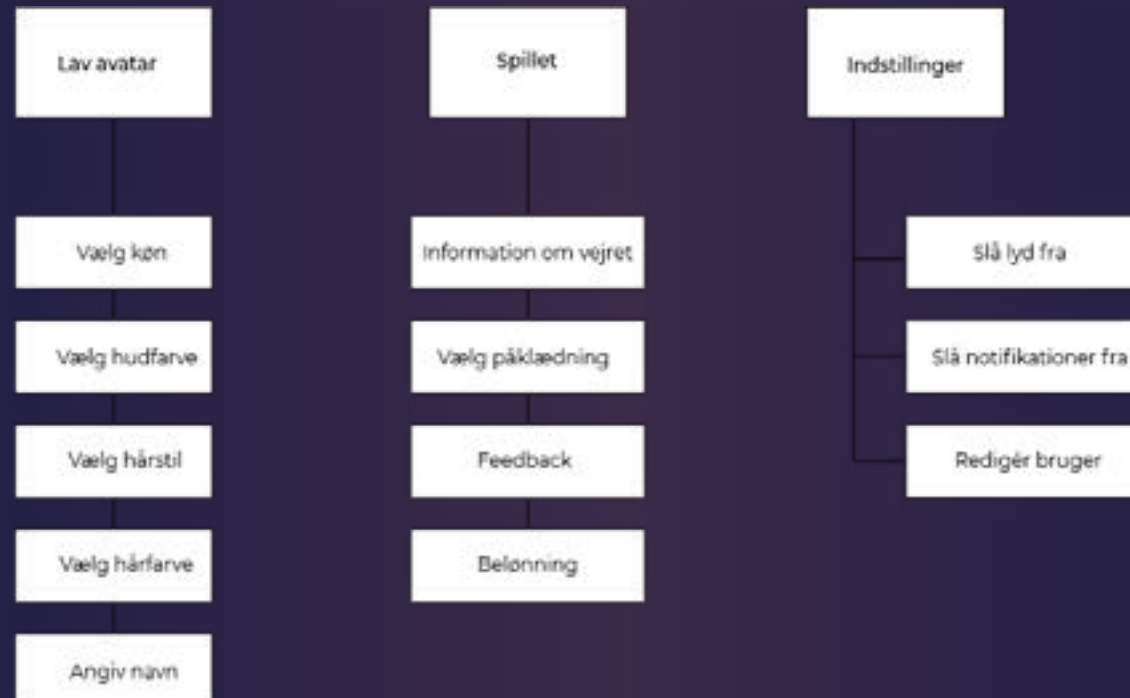 Lav avatar
Vælg køn
Vælg hudfarve
Vælg hårstil
Vælg hårfarve
Angiv navn
Spillet
Information om vejret
Vælg påklædning
Feedback
Belønning
Indstillinger
Slå lyd fra
Slå notifikationer fra
Redigér bruger